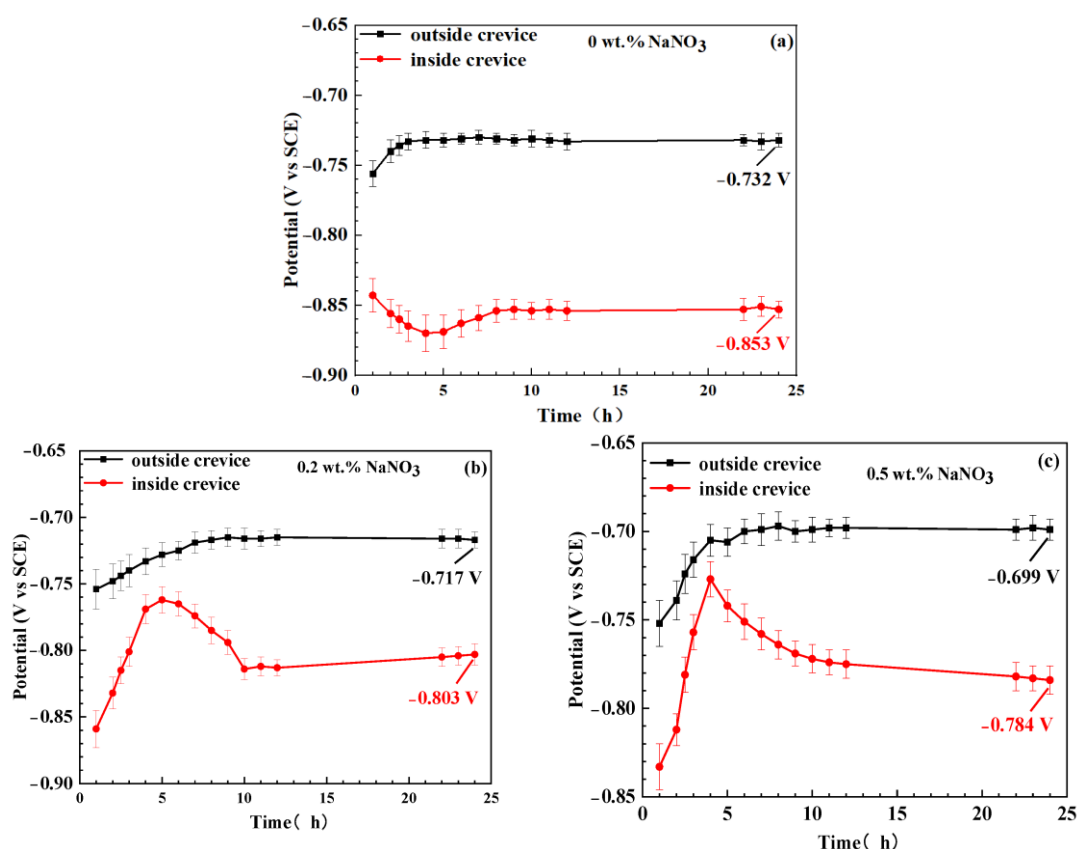 −0.65
outside crevice
0 wt.% NaNO3
(a)
inside crevice
−0.70
−0.75
−0.732 V
−0.80
−0.85
−0.853 V
−0.90
Potential (V vs SCE)
0 5 10 15 20 25
Time（h）
−0.65
outside crevice
0.2 wt.% NaNO3
(b)
inside crevice
−0.70
−0.717 V
−0.75
−0.80
−0.803 V
−0.85
−0.90
Potential (V vs SCE)
0 5 10 15 20 25
Time( h)
−0.65
outside crevice
(c)
inside crevice
0.5 wt.% NaNO3
−0.70
−0.699 V
−0.75
−0.80
−0.784 V
−0.85
Potential (V vs SCE)
0 5 10 15 20 25
Time( h)